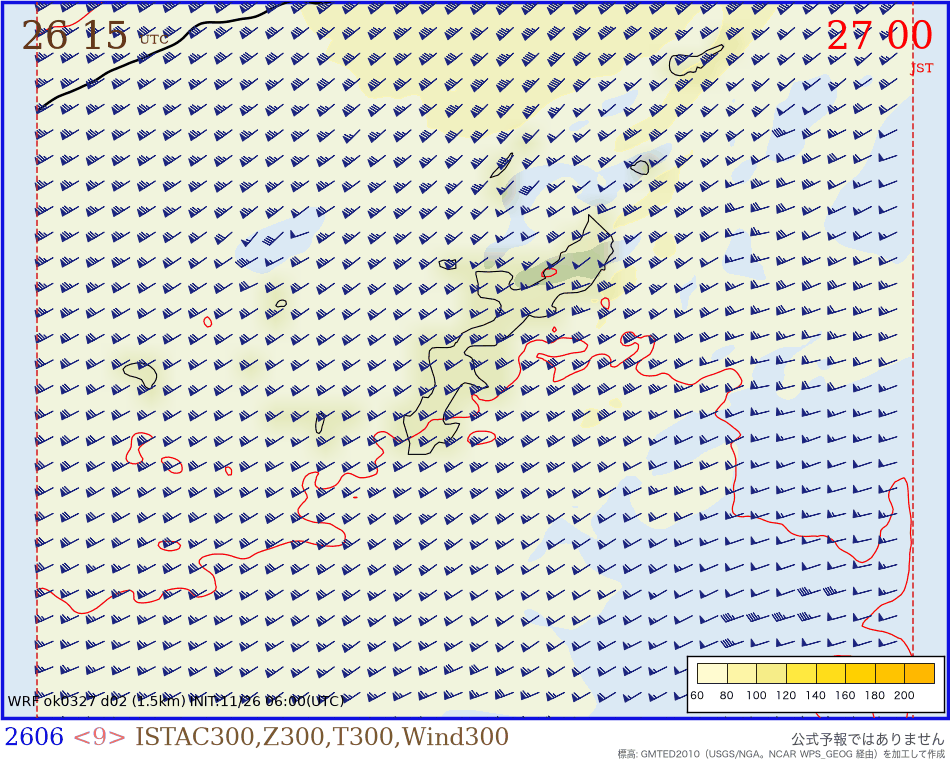 26 15 UTC
27 00
JST
60 80 100 120 140 160 180 200
WRF ok0327 d02 (1.5km) INIT:11/26 06:00(UTC)
2606 <9> ISTAC300,Z300,T300,Wind300
公式予報ではありません
標高: GMTED2010（USGS/NGA。NCAR WPS_GEOG 経由）を加工して作成